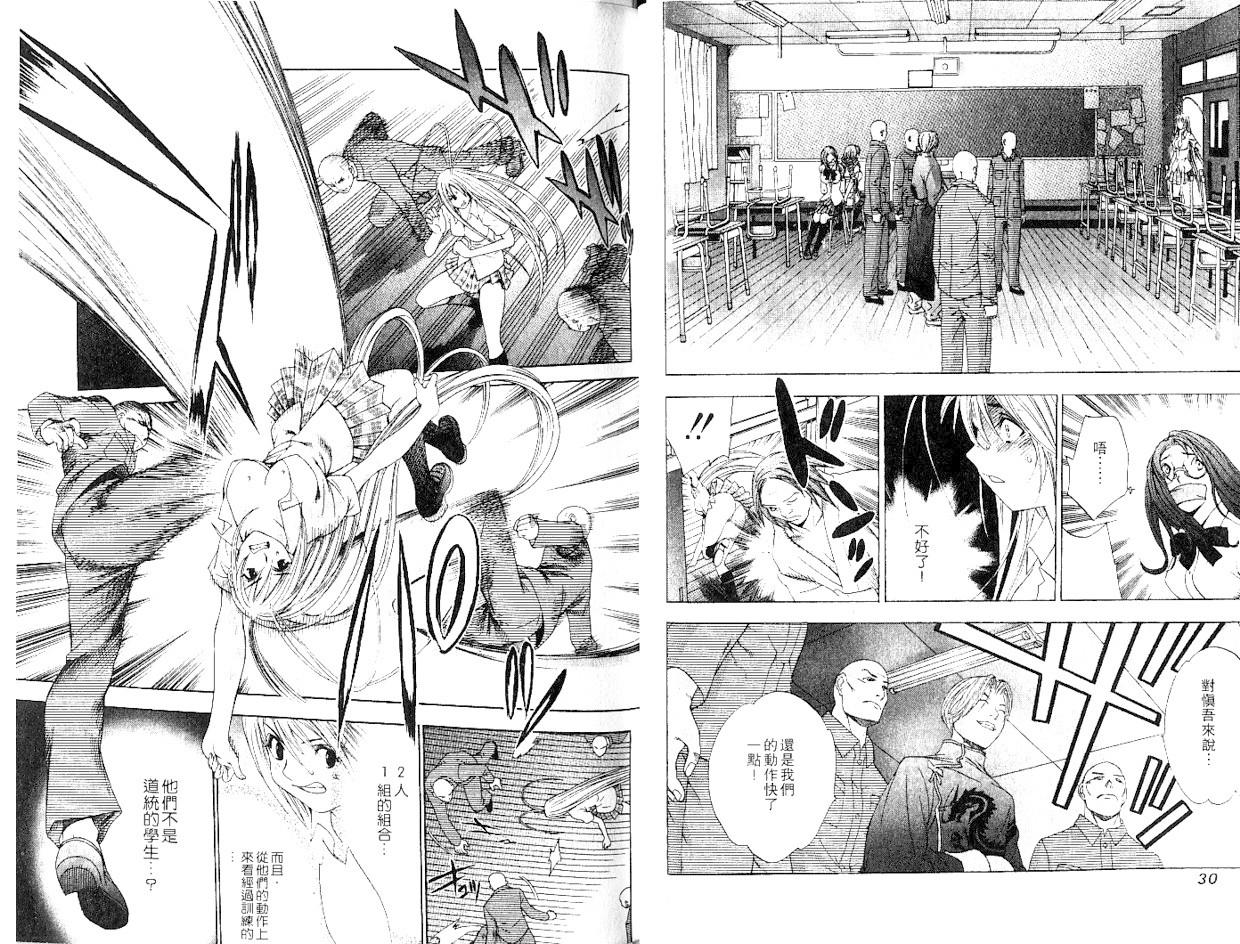 唔……
不好了！
!!
對愼吾來說…
還是我們
的動作快了
一點！
30
2人
1組的組合…
而且，
從他們的動作上
來看經過訓練的
…
他們不是
道統的學生…？